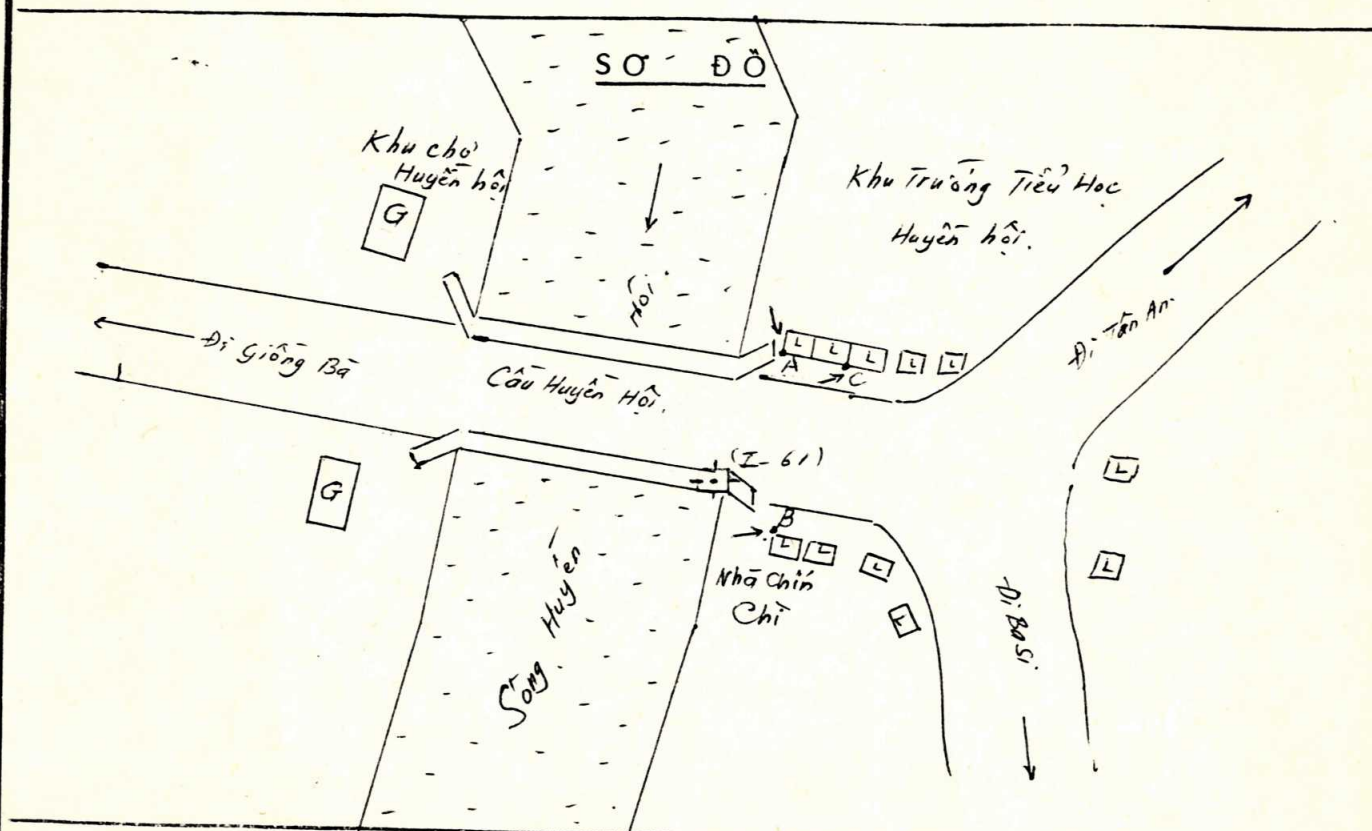 SƠ ĐỒ
Khu chợ
Huyền hội
G
Khu Trường Tiểu Học
Huyền hội.
Hội
Đi Tân An
L L L L L
A C
Đi Giồng Bà
Cầu Huyền Hội.
(I-61)
G
B
L L L L
L
L
Nhà Chín
Chì
Sông Huyền
Đi Ba Si